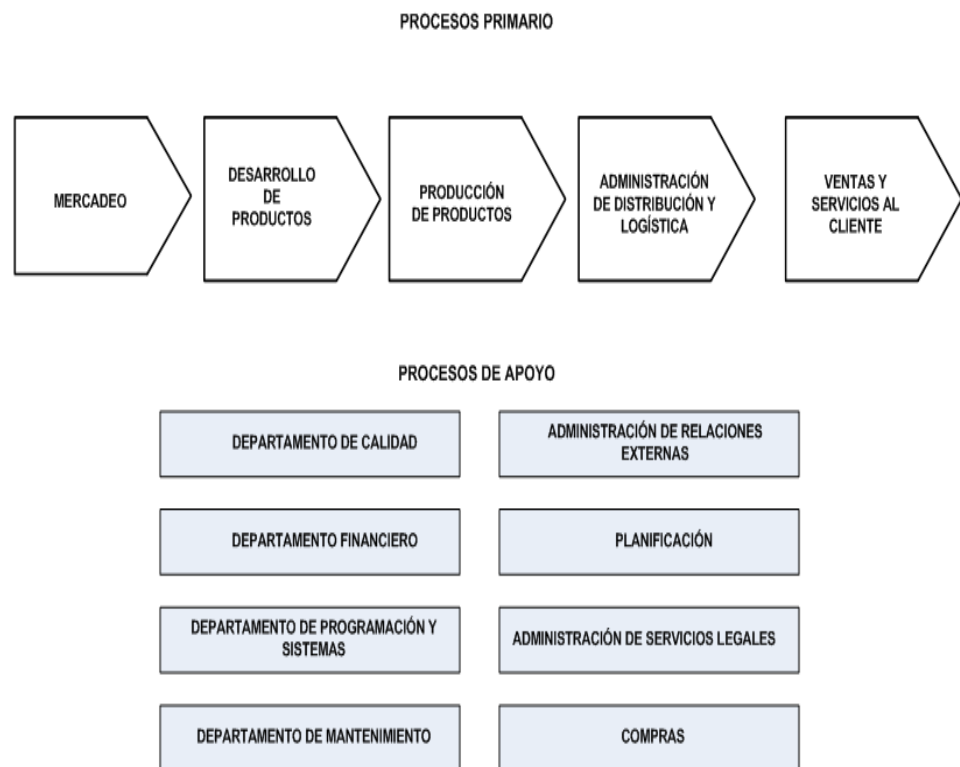 PROCESOS PRIMARIO
MERCADEO
DESARROLLO
DE
PRODUCTOS
PRODUCCIÓN
DE PRODUCTOS
ADMINISTRACIÓN
DE DISTRIBUCIÓN Y
LOGÍSTICA
VENTAS Y
SERVICIOS AL
CLIENTE
PROCESOS DE APOYO
DEPARTAMENTO DE CALIDAD
ADMINISTRACIÓN DE RELACIONES
EXTERNAS
DEPARTAMENTO FINANCIERO
PLANIFICACIÓN
DEPARTAMENTO DE PROGRAMACIÓN Y
SISTEMAS
ADMINISTRACIÓN DE SERVICIOS LEGALES
DEPARTAMENTO DE MANTENIMIENTO
COMPRAS